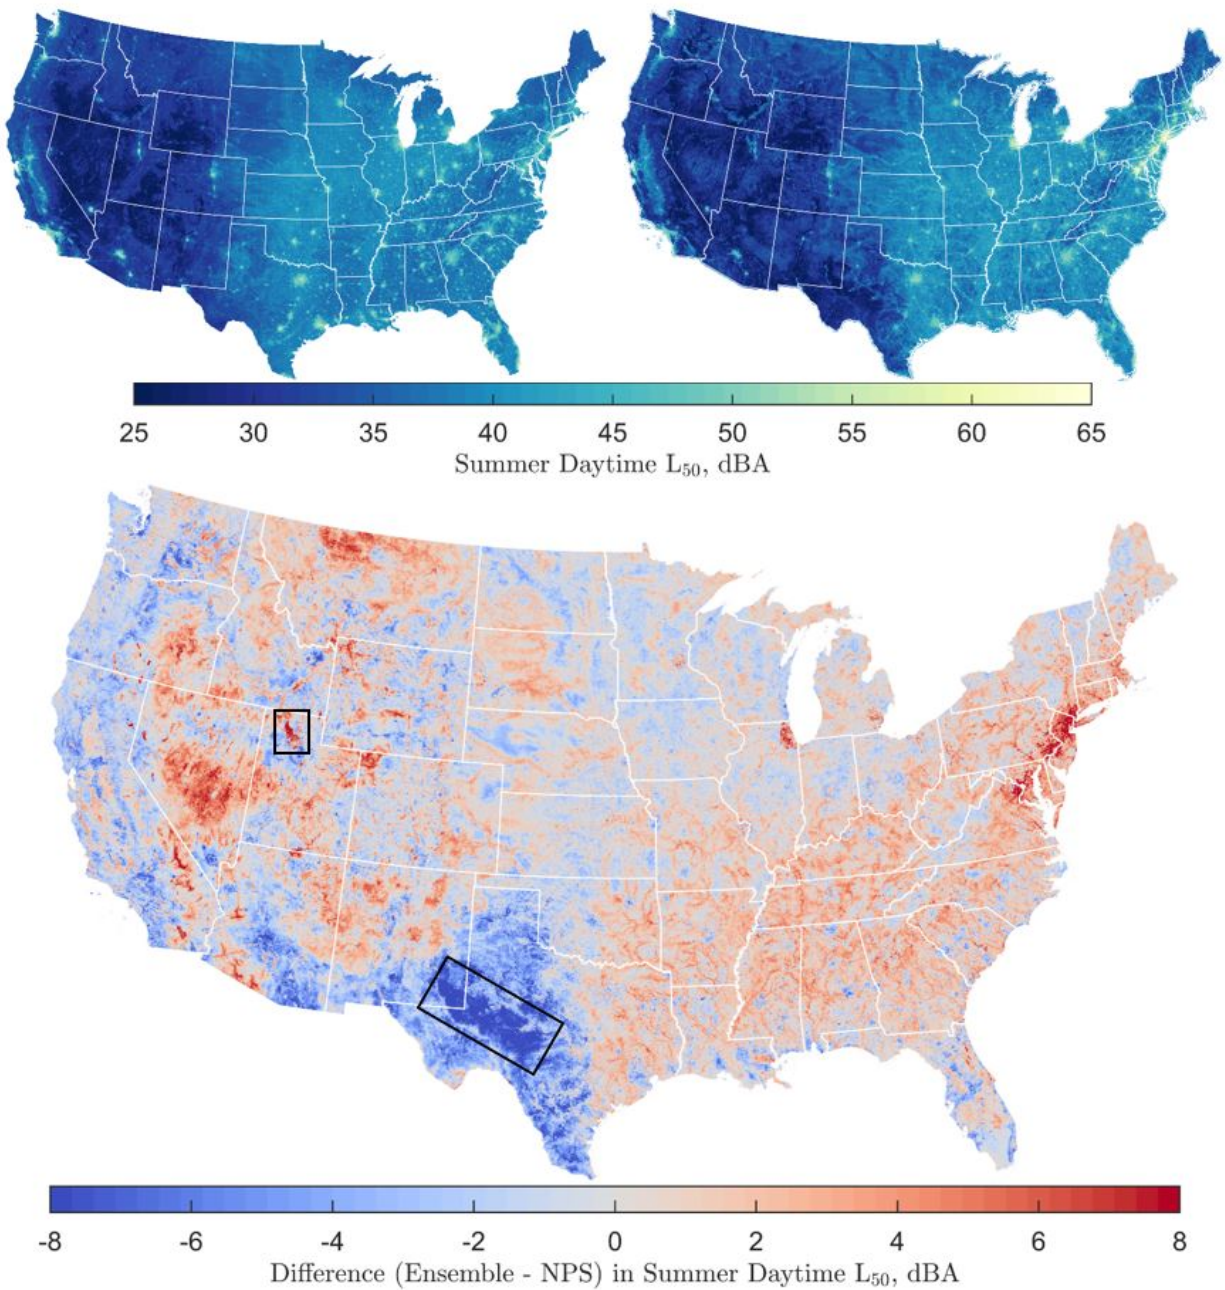 25 30 35 40 45 50 55 60 65
Summer Daytime L50, dBA
-8 -6 -4 -2 0 2 4 6 8
Difference (Ensemble - NPS) in Summer Daytime L50, dBA